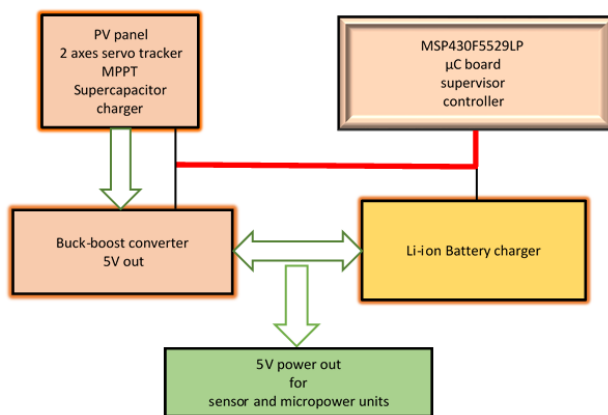 PV panel
2 axes servo tracker
MPPT
Supercapacitor
charger
MSP430F5529LP
µC board
supervisor
controller
Buck-boost converter
5V out
Li-ion Battery charger
5V power out
for
sensor and micropower units